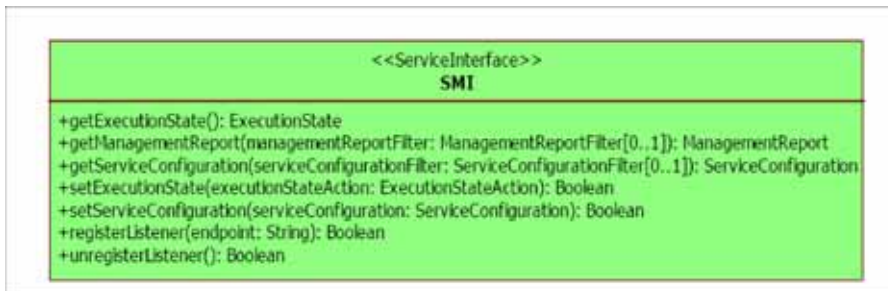 <<ServiceInterface>>
SMI
+getExecutionState(): ExecutionState
+getManagementReport(managementReportFilter: ManagementReportFilter[0..1]): ManagementReport
+getServiceConfiguration(serviceConfigurationFilter: ServiceConfigurationFilter[0..1]): ServiceConfiguration
+setExecutionState(executionStateAction: ExecutionStateAction): Boolean
+setServiceConfiguration(serviceConfiguration: ServiceConfiguration): Boolean
+registerListener(endpoint: String): Boolean
+unregisterListener(): Boolean